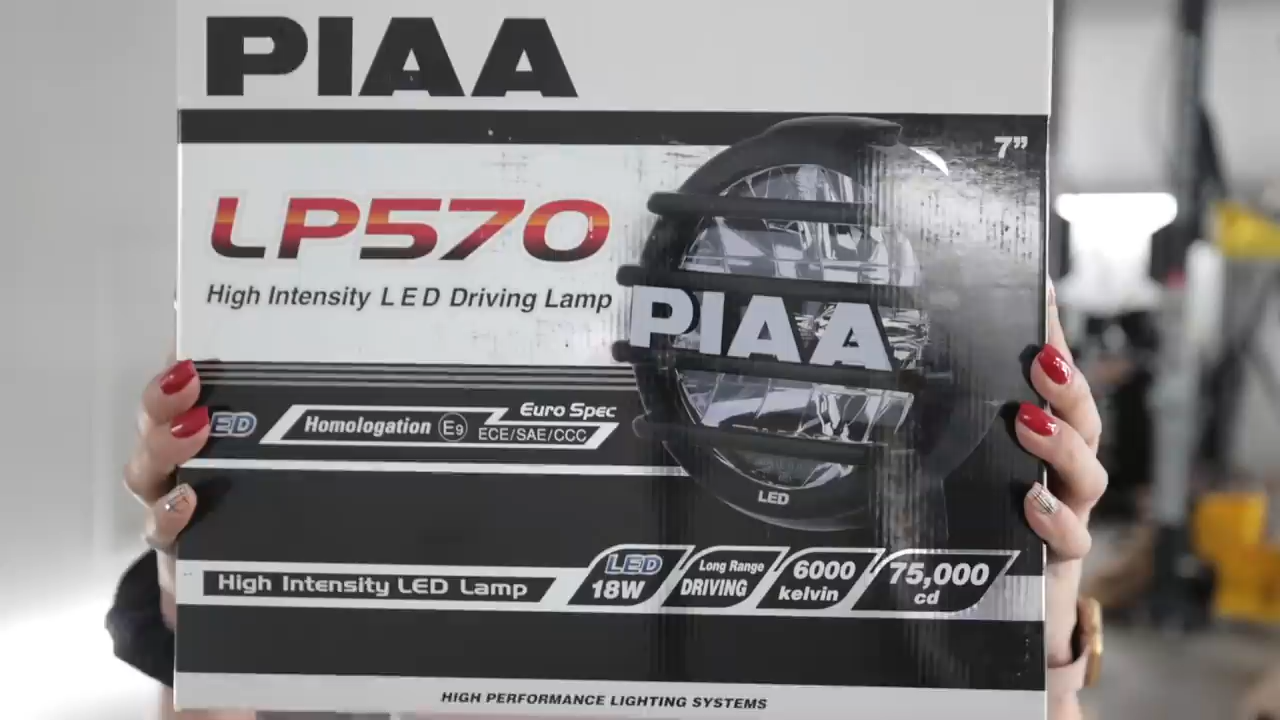 PIAA
7”
LP570
High Intensity LED Driving Lamp
PIAA
Euro Spec
Homologation E9 ECE/SAE/CCC
LED
LED
18W
Long Range
DRIVING
6000
kelvin
75,000
cd
High Intensity LED Lamp
HIGH PERFORMANCE LIGHTING SYSTEMS